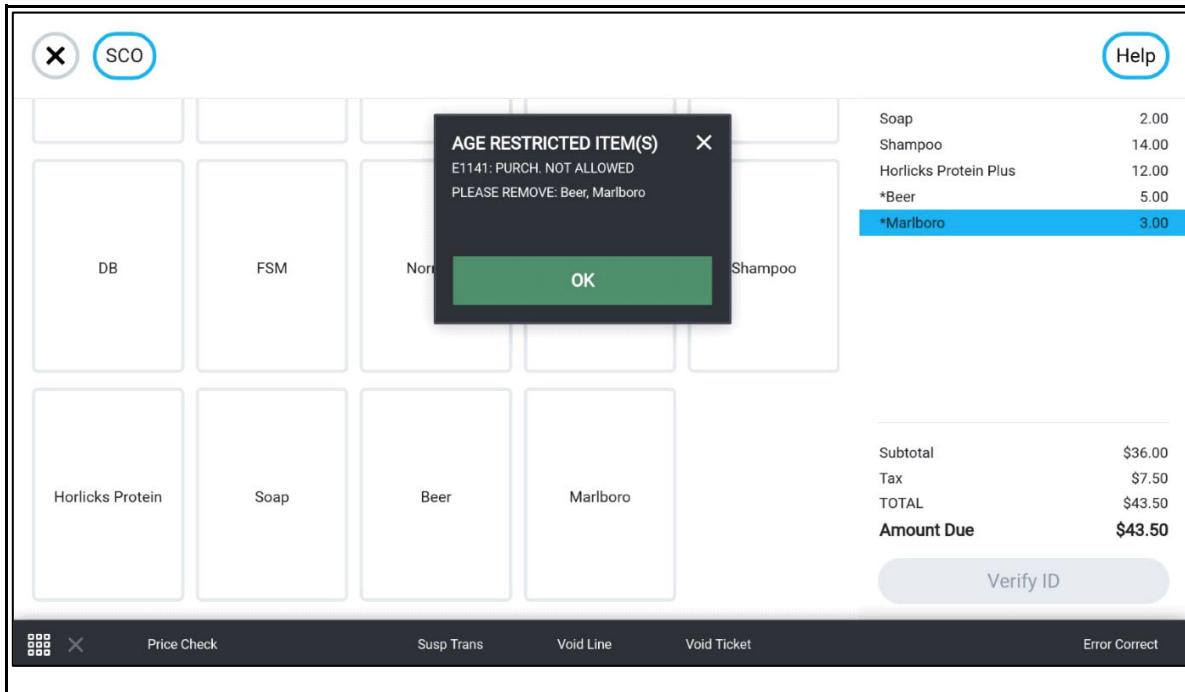 SCO
Help
AGE RESTRICTED ITEM(S)
E1141: PURCH. NOT ALLOWED
PLEASE REMOVE: Beer, Marlboro
OK
DB
FSM
Shampoo
Horlicks Protein
Soap
Beer
Marlboro
Soap 2.00
Shampoo 14.00
Horlicks Protein Plus 12.00
*Beer 5.00
*Marlboro 3.00
Subtotal $36.00
Tax $7.50
TOTAL $43.50
Amount Due $43.50
Verify ID
Price Check
Susp Trans
Void Line
Void Ticket
Error Correct